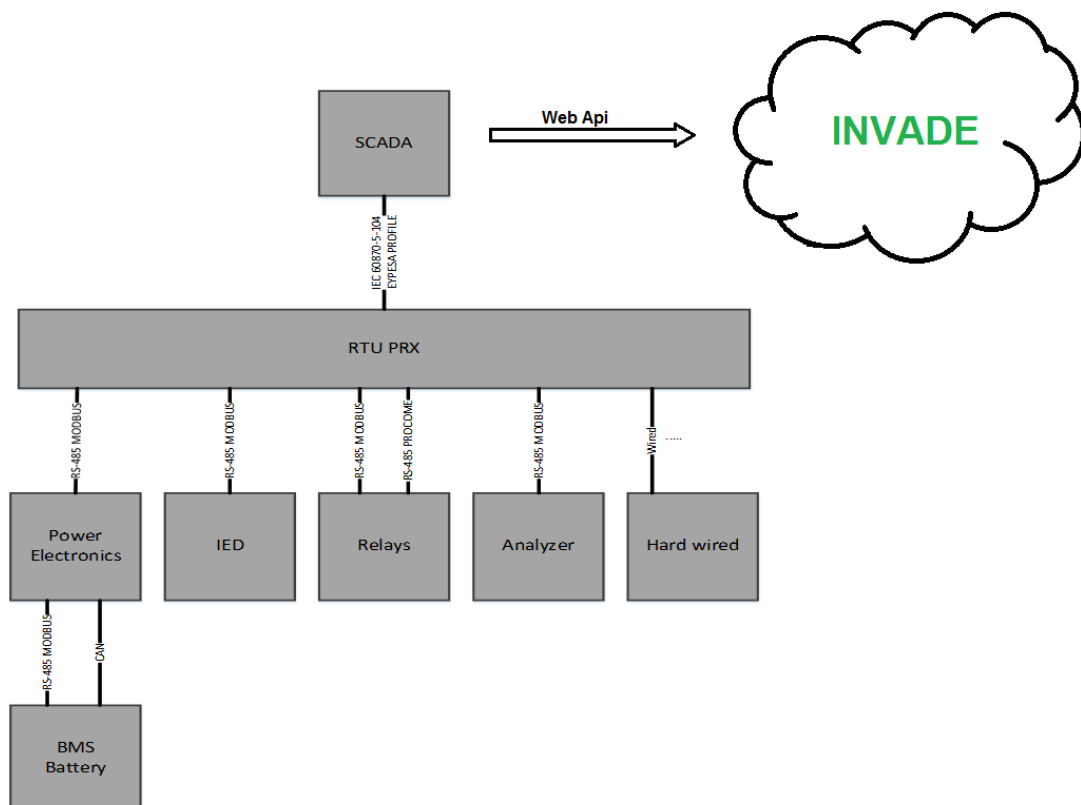 Web Api
INVADE
SCADA
IEC 60870-5-104
EYPESA PROFILE
RTU PRX
RS-485 MODBUS
RS-485 MODBUS
RS-485 MODBUS
RS-485 PROCOME
RS-485 MODBUS
Wired
.....
Power
Electronics
IED
Relays
Analyzer
Hard wired
RS-485 MODBUS
CAN
BMS
Battery